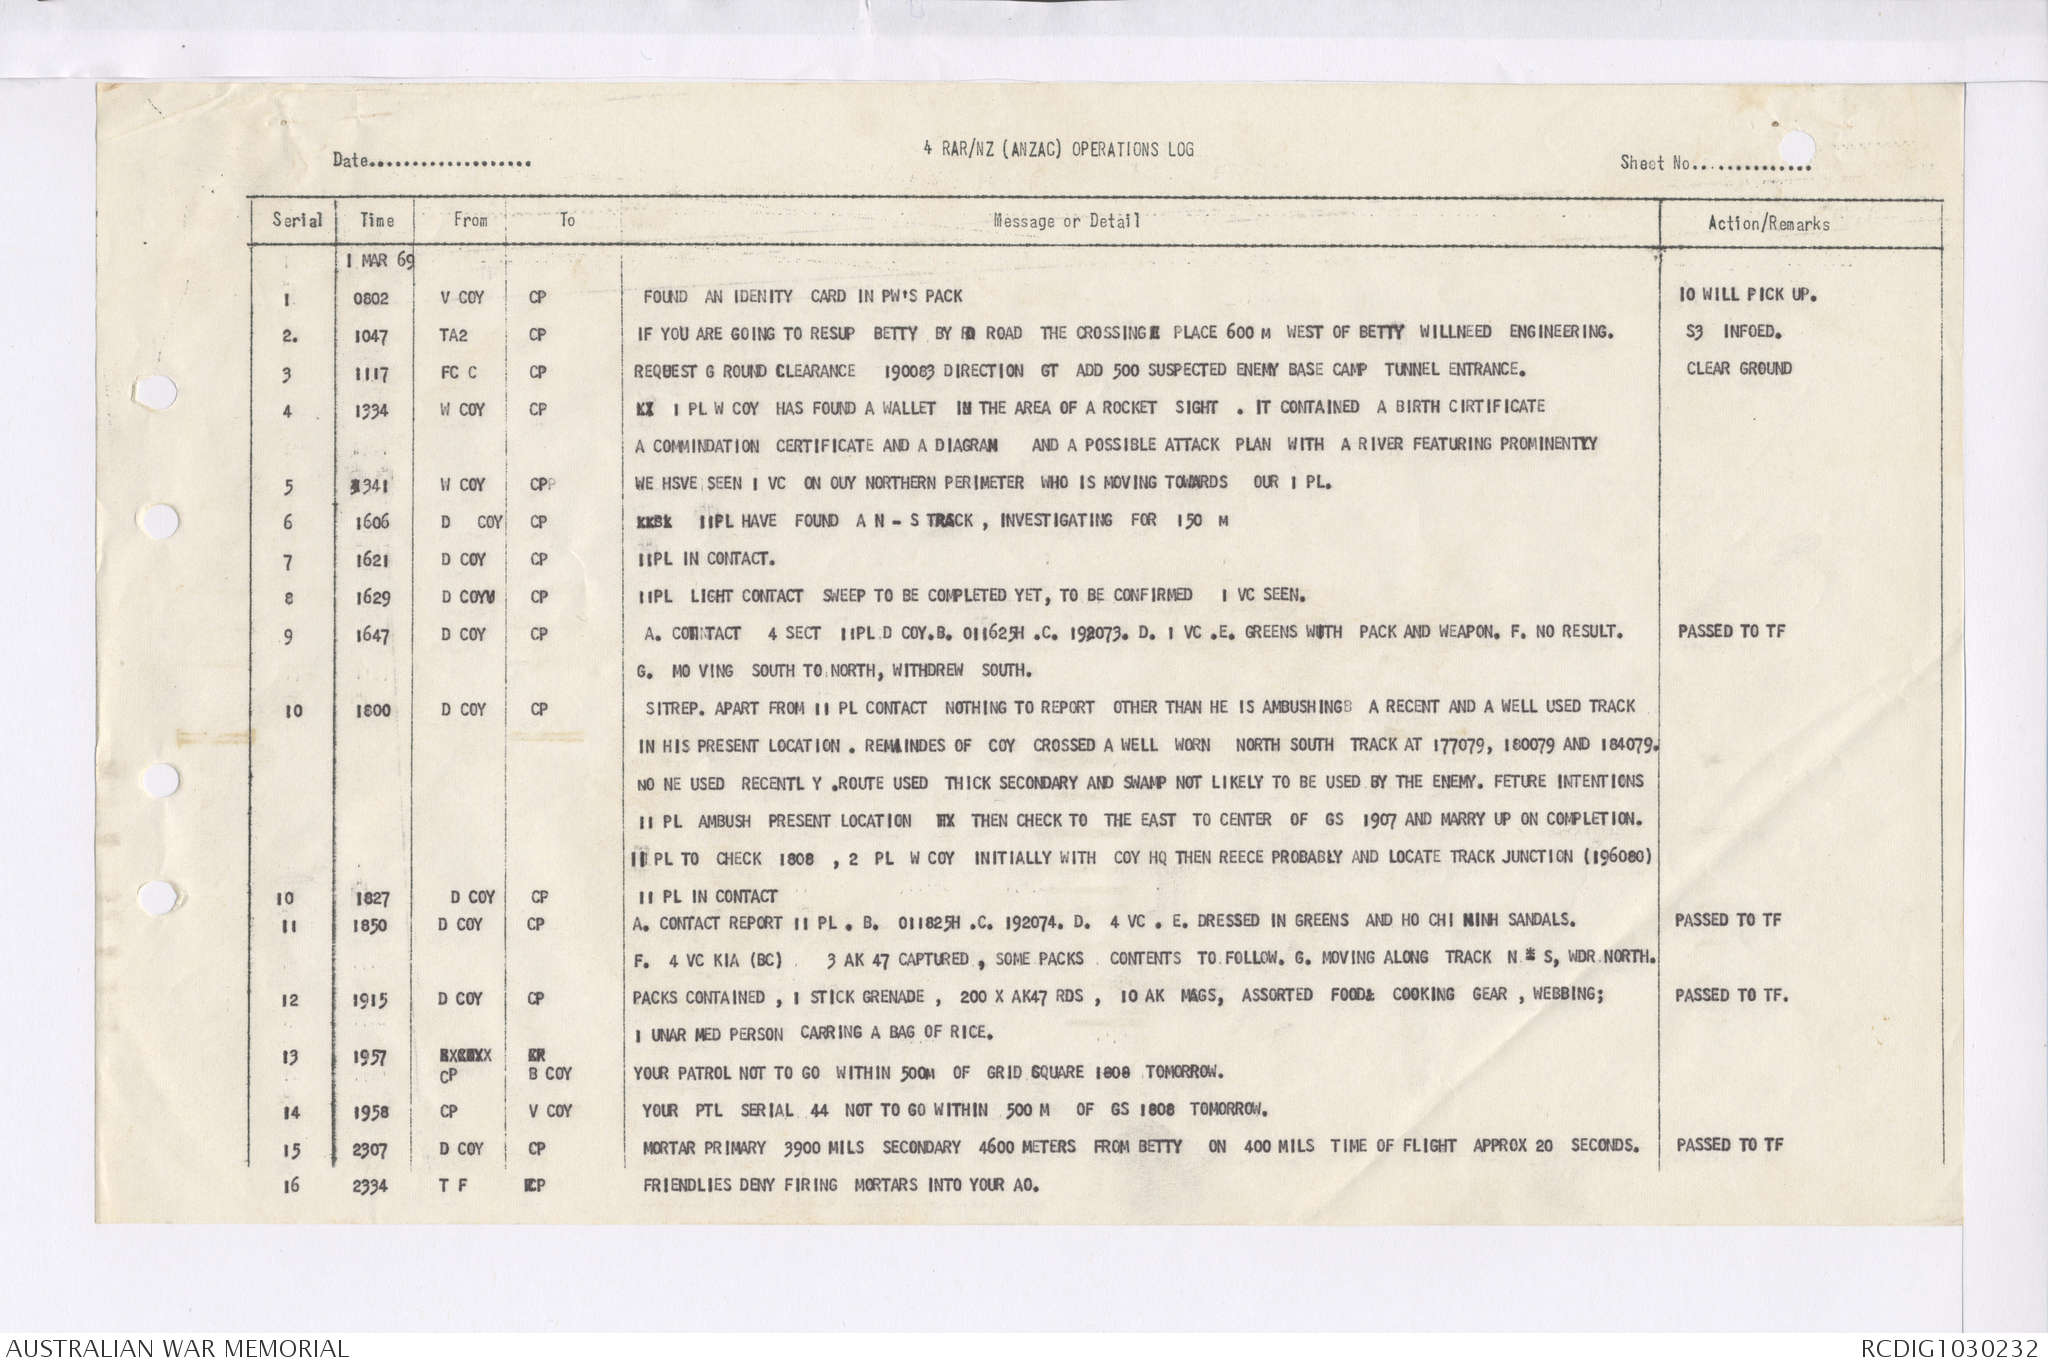 Date...................
4 RAR/NZ (ANZAC) OPERATIONS LOG
Sheet No..............
Serial Time From To Message or Detail Action/Remarks
1 MAR 69
1 0802 V COY CP FOUND AN IDENITY CARD IN PW'S PACK IO WILL PICK UP.
2. 1047 TA2 CP IF YOU ARE GOING TO RESUP BETTY BY ROAD THE CROSSING PLACE 600 M WEST OF BETTY WILLNEED ENGINEERING. S3 INFOED.
3 1117 FC C CP REQUEST G ROUND CLEARANCE 190083 DIRECTION GT ADD 500 SUSPECTED ENEMY BASE CAMP TUNNEL ENTRANCE. CLEAR GROUND
4 1334 W COY CP 1 PL W COY HAS FOUND A WALLET IN THE AREA OF A ROCKET SIGHT . IT CONTAINED A BIRTH CIRTIFICATE
A COMMINDATION CERTIFICATE AND A DIAGRAM AND A POSSIBLE ATTACK PLAN WITH A RIVER FEATURING PROMINENTLY
5 1341 W COY CP WE HSVE SEEN 1 VC ON OUY NORTHERN PERIMETER WHO IS MOVING TOWARDS OUR 1 PL.
6 1606 D COY CP 11PL HAVE FOUND A N - S TRACK , INVESTIGATING FOR 150 M
7 1621 D COY CP 11PL IN CONTACT.
8 1629 D COY CP 11PL LIGHT CONTACT SWEEP TO BE COMPLETED YET, TO BE CONFIRMED 1 VC SEEN.
9 1647 D COY CP A. CONTACT 4 SECT 11PL D COY.B. 011625H .C. 192073. D. 1 VC .E. GREENS WITH PACK AND WEAPON. F. NO RESULT. PASSED TO TF
G. MO VING SOUTH TO NORTH, WITHDREW SOUTH.
10 1800 D COY CP SITREP. APART FROM 11 PL CONTACT NOTHING TO REPORT OTHER THAN HE IS AMBUSHING A RECENT AND A WELL USED TRACK
IN HIS PRESENT LOCATION . REMAINDES OF COY CROSSED A WELL WORN NORTH SOUTH TRACK AT 177079, 180079 AND 184079.
NO NE USED RECENTL Y .ROUTE USED THICK SECONDARY AND SWAMP NOT LIKELY TO BE USED BY THE ENEMY. FETURE INTENTIONS
11 PL AMBUSH PRESENT LOCATION THEN CHECK TO THE EAST TO CENTER OF GS 1907 AND MARRY UP ON COMPLETION.
11 PL TO CHECK 1808 , 2 PL W COY INITIALLY WITH COY HQ THEN REECE PROBABLY AND LOCATE TRACK JUNCTION (196080)
10 1827 D COY CP 11 PL IN CONTACT
11 1850 D COY CP A. CONTACT REPORT 11 PL . B. 011825H .C. 192074. D. 4 VC . E. DRESSED IN GREENS AND HO CHI MINH SANDALS. PASSED TO TF
F. 4 VC KIA (BC) 3 AK 47 CAPTURED , SOME PACKS CONTENTS TO FOLLOW. G. MOVING ALONG TRACK N * S, WDR NORTH.
12 1915 D COY CP PACKS CONTAINED , 1 STICK GRENADE , 200 X AK47 RDS , 10 AK MAGS, ASSORTED FOOD& COOKING GEAR , WEBBING; PASSED TO TF.
1 UNAR MED PERSON CARRING A BAG OF RICE.
13 1957
CP B COY YOUR PATROL NOT TO GO WITHIN 500M OF GRID SQUARE 1808 TOMORROW.
14 1958 CP V COY YOUR PTL SERIAL 44 NOT TO GO WITHIN 500 M OF GS 1808 TOMORROW.
15 2307 D COY CP MORTAR PRIMARY 3900 MILS SECONDARY 4600 METERS FROM BETTY ON 400 MILS TIME OF FLIGHT APPROX 20 SECONDS. PASSED TO TF
16 2334 T F CP FRIENDLIES DENY FIRING MORTARS INTO YOUR AO.
AUSTRALIAN WAR MEMORIAL
RCDIG1030232